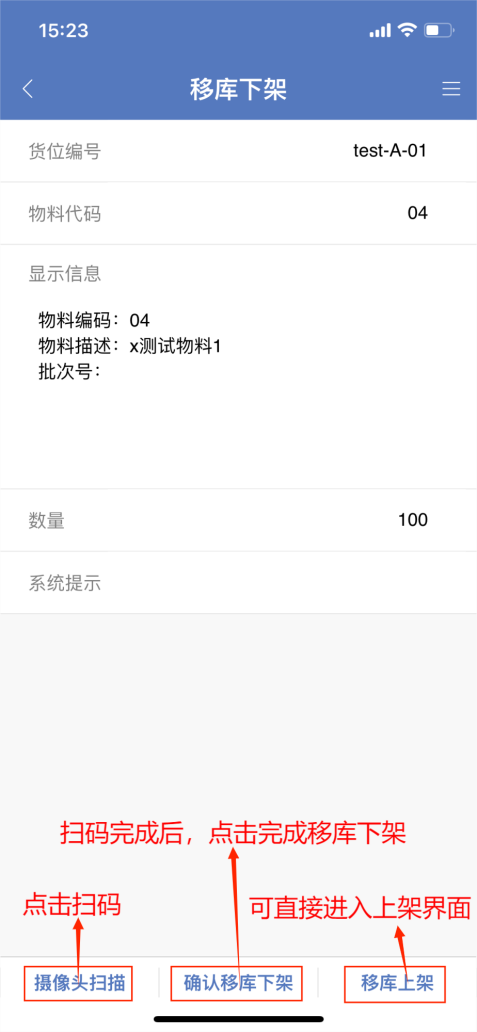 15:23
移库下架
货位编号 test-A-01
物料代码 04
显示信息
物料编码：04
物料描述：x测试物料1
批次号：
数量 100
系统提示
扫码完成后，点击完成移库下架
点击扫码 可直接进入上架界面
摄像头扫描 确认移库下架 移库上架